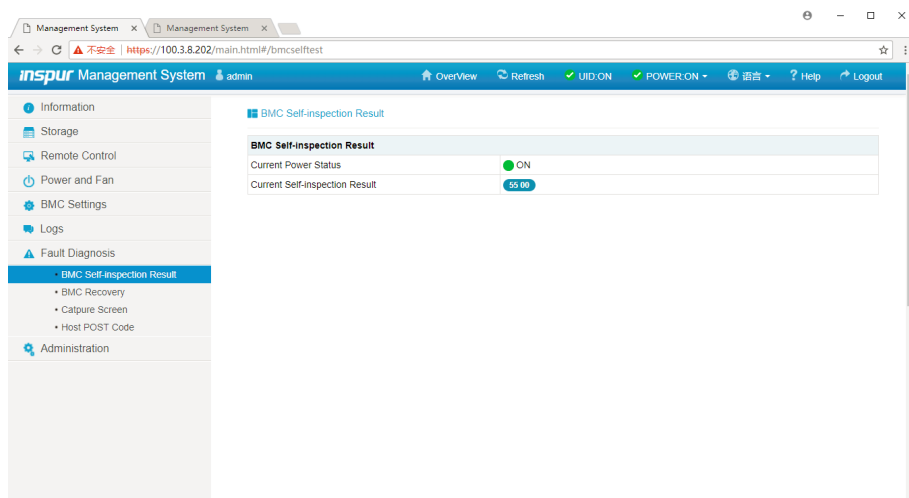 Management System
Management System
不安全 | https://100.3.8.202/main.html#/bmcselftest
inspur Management System admin OverView Refresh UID:ON POWER:ON 语言 Help Logout
Information
Storage
Remote Control
Power and Fan
BMC Settings
Logs
Fault Diagnosis
• BMC Self-inspection Result
• BMC Recovery
• Catpure Screen
• Host POST Code
Administration
BMC Self-inspection Result
BMC Self-inspection Result
Current Power Status ON
Current Self-inspection Result 55 00